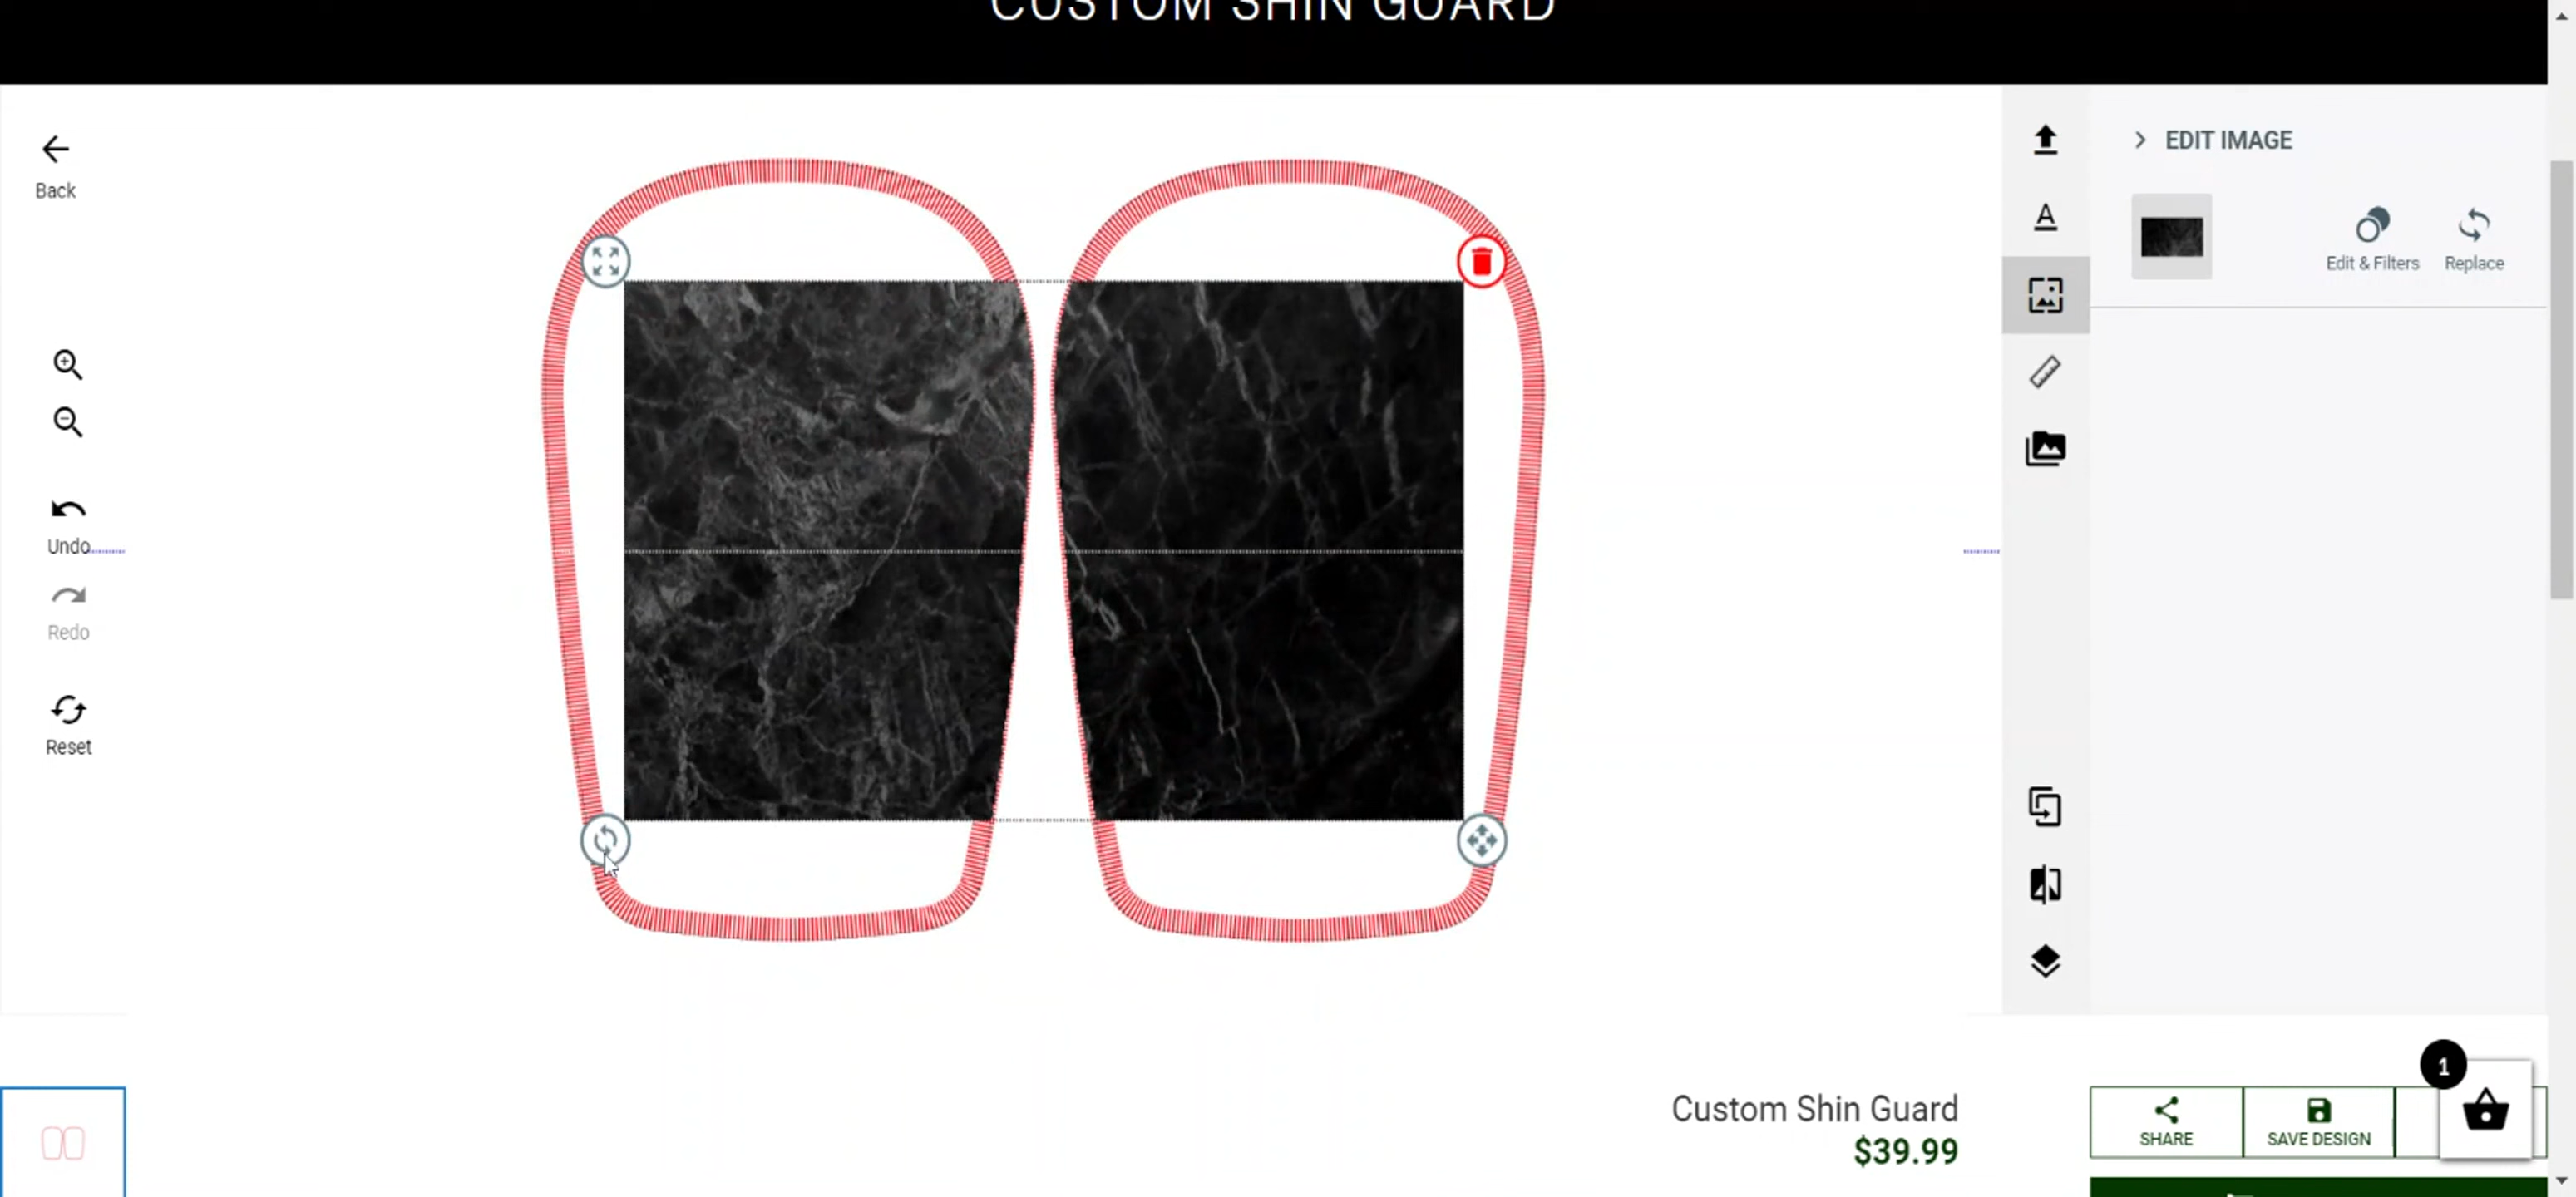 CUSTOM SHIN GUARD
Back
EDIT IMAGE
Edit & Filters
Replace
Undo
Redo
Reset
Custom Shin Guard
$39.99
1
SHARE
SAVE DESIGN